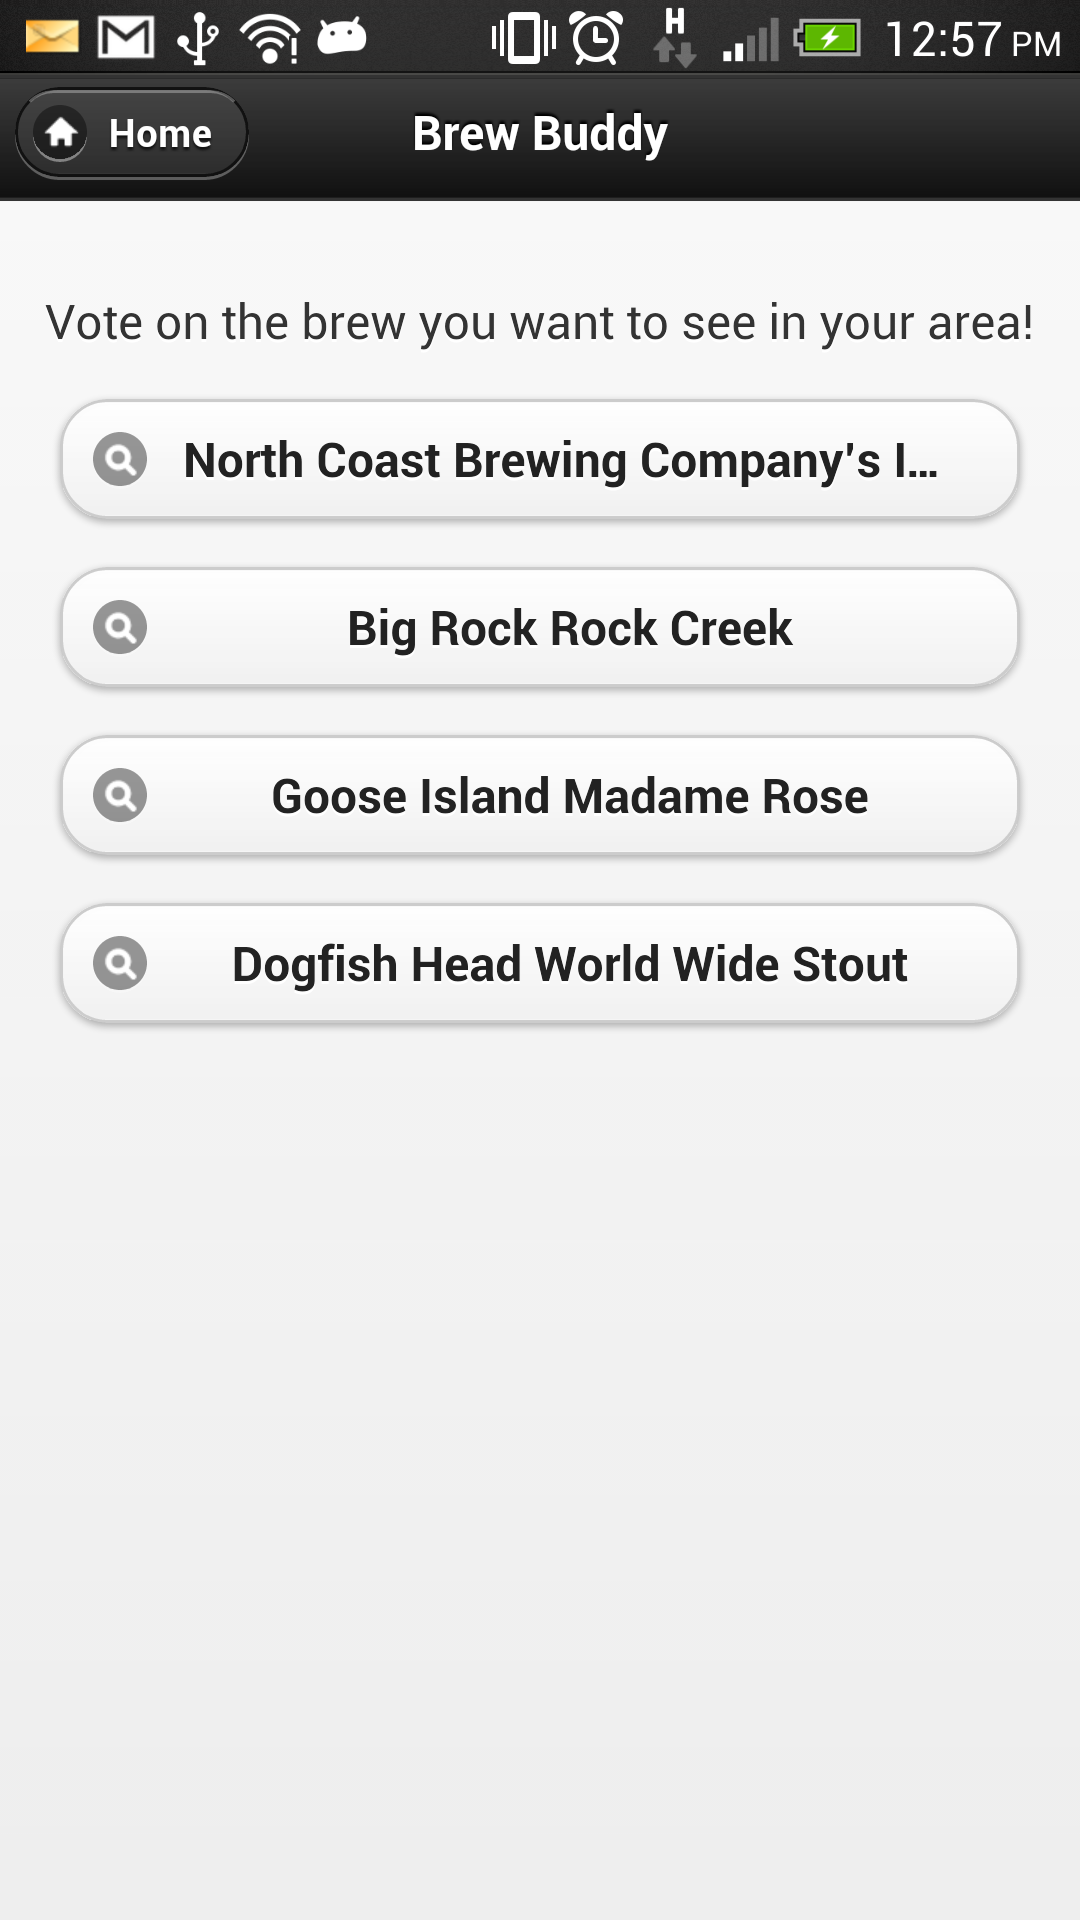 H
12:57 PM
Home
Brew Buddy
Vote on the brew you want to see in your area!
North Coast Brewing Company's I...
Big Rock Rock Creek
Goose Island Madame Rose
Dogfish Head World Wide Stout